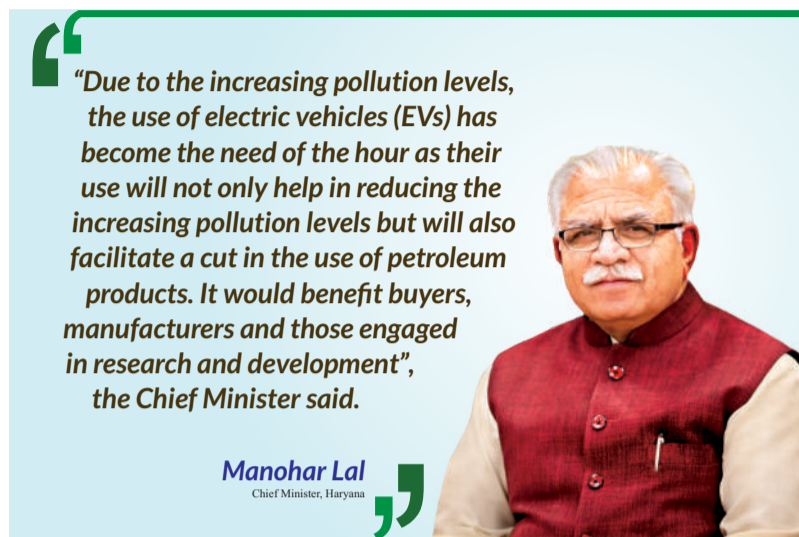 “Due to the increasing pollution levels,
the use of electric vehicles (EVs) has
become the need of the hour as their
use will not only help in reducing the
increasing pollution levels but will also
facilitate a cut in the use of petroleum
products. It would benefit buyers,
manufacturers and those engaged
in research and development”,
the Chief Minister said.
Manohar Lal
Chief Minister, Haryana